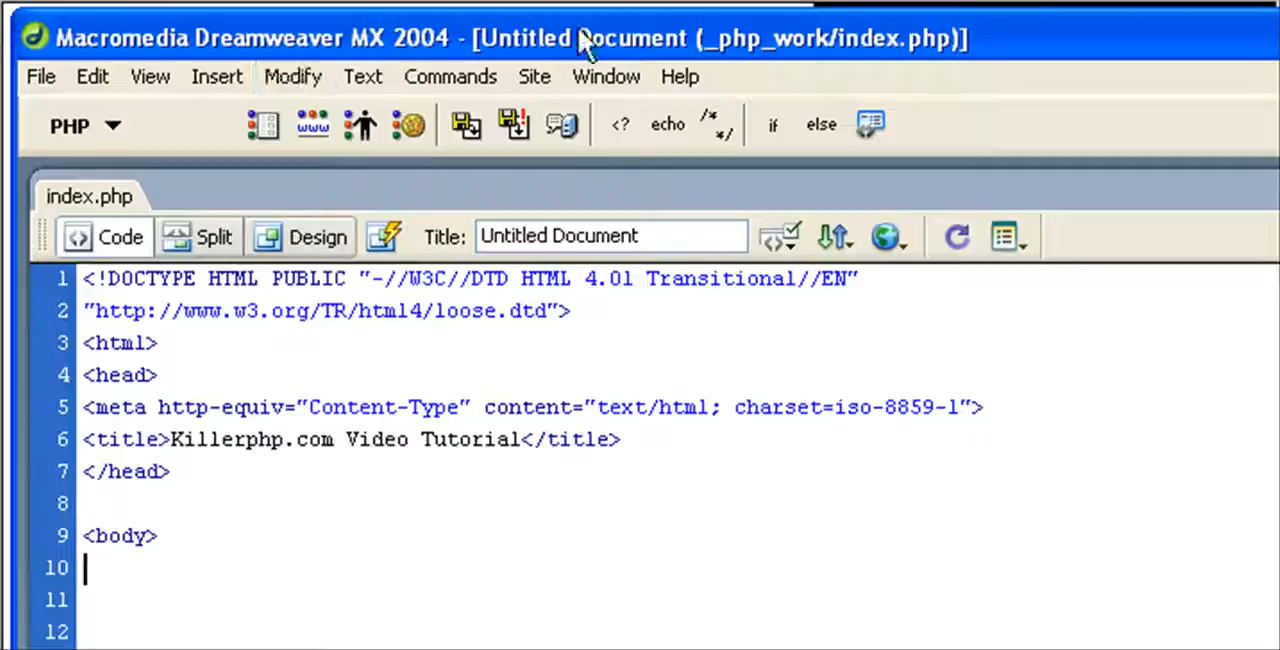 Macromedia Dreamweaver MX 2004 - [Untitled Document (_php_work/index.php)]
File Edit View Insert Modify Text Commands Site Window Help
PHP www <? echo /* */ if else
index.php
Code Split Design Title: Untitled Document
1 <!DOCTYPE HTML PUBLIC "-//W3C//DTD HTML 4.01 Transitional//EN"
2 "http://www.w3.org/TR/html4/loose.dtd">
3 <html>
4 <head>
5 <meta http-equiv="Content-Type" content="text/html; charset=iso-8859-1">
6 <title>Killerphp.com Video Tutorial</title>
7 </head>
8
9 <body>
10
11
12